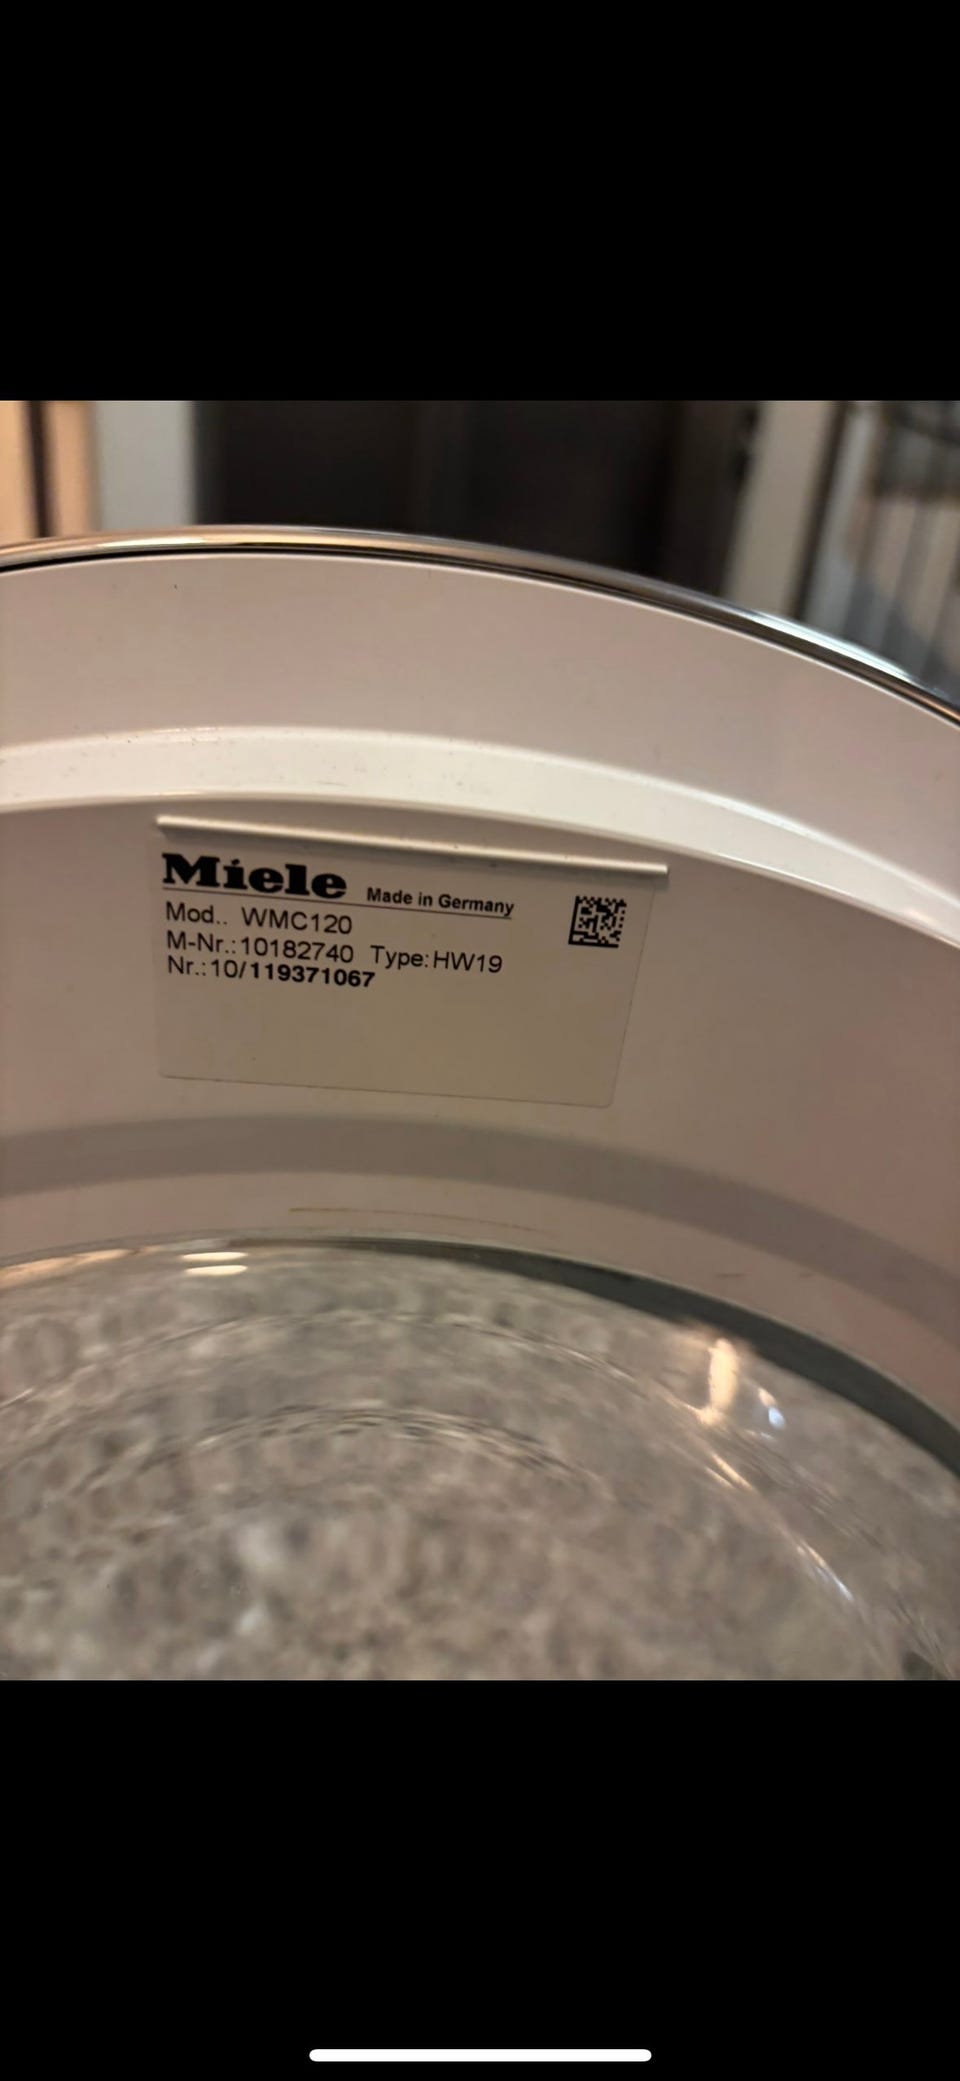 Miele Made in Germany
Mod.. WMC120
M-Nr.:10182740 Type:HW19
Nr.:10/119371067